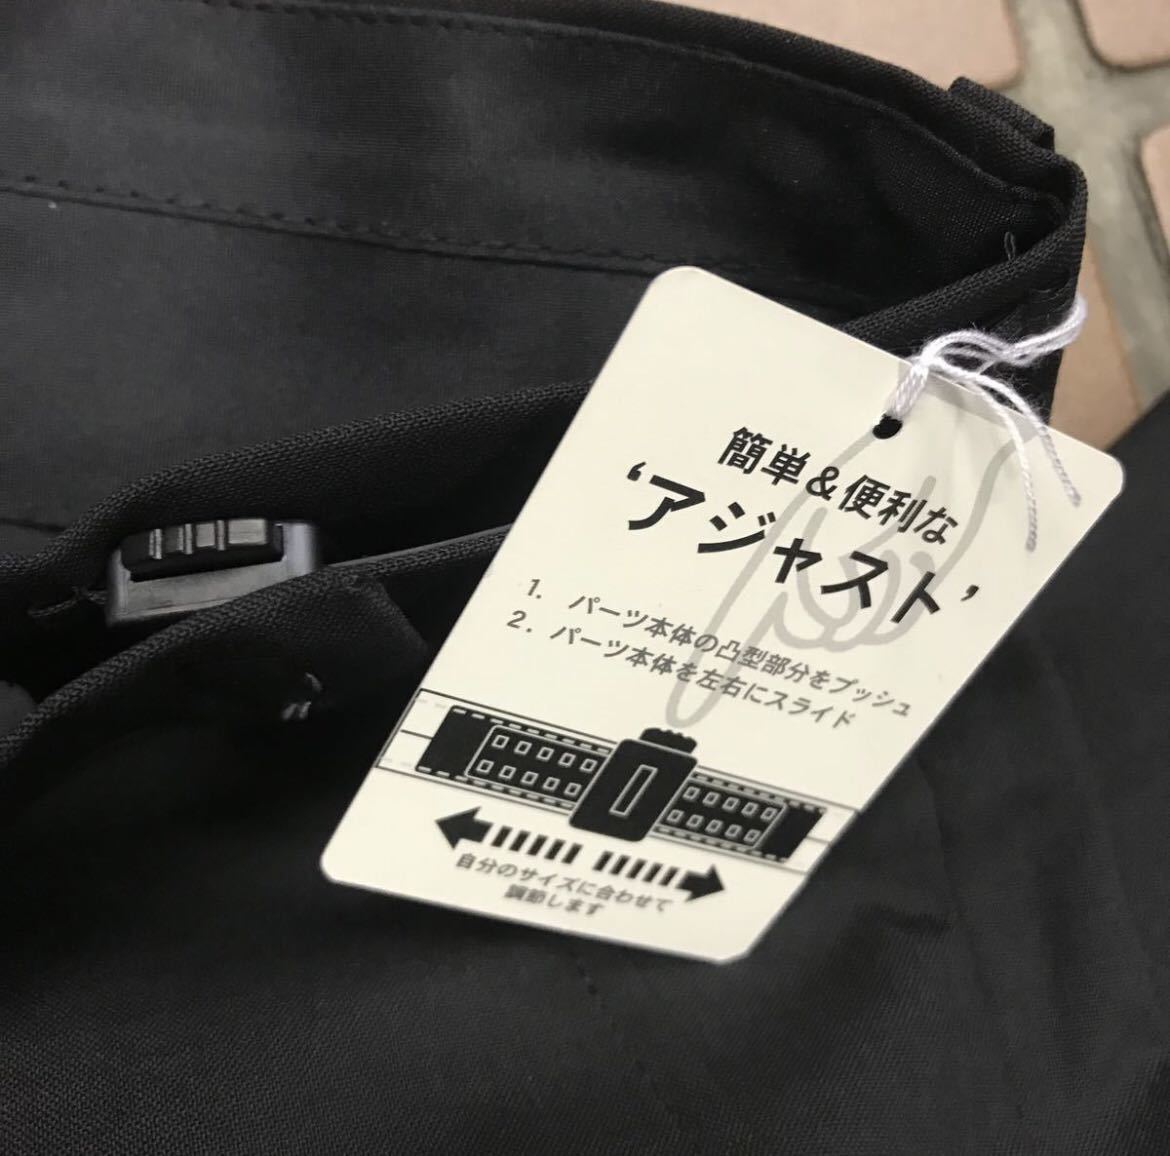 簡単＆便利な
‘アジャスト’
1. パーツ本体の凸型部分をプッシュ
2. パーツ本体を左右にスライド
自分のサイズに合わせて
調節します